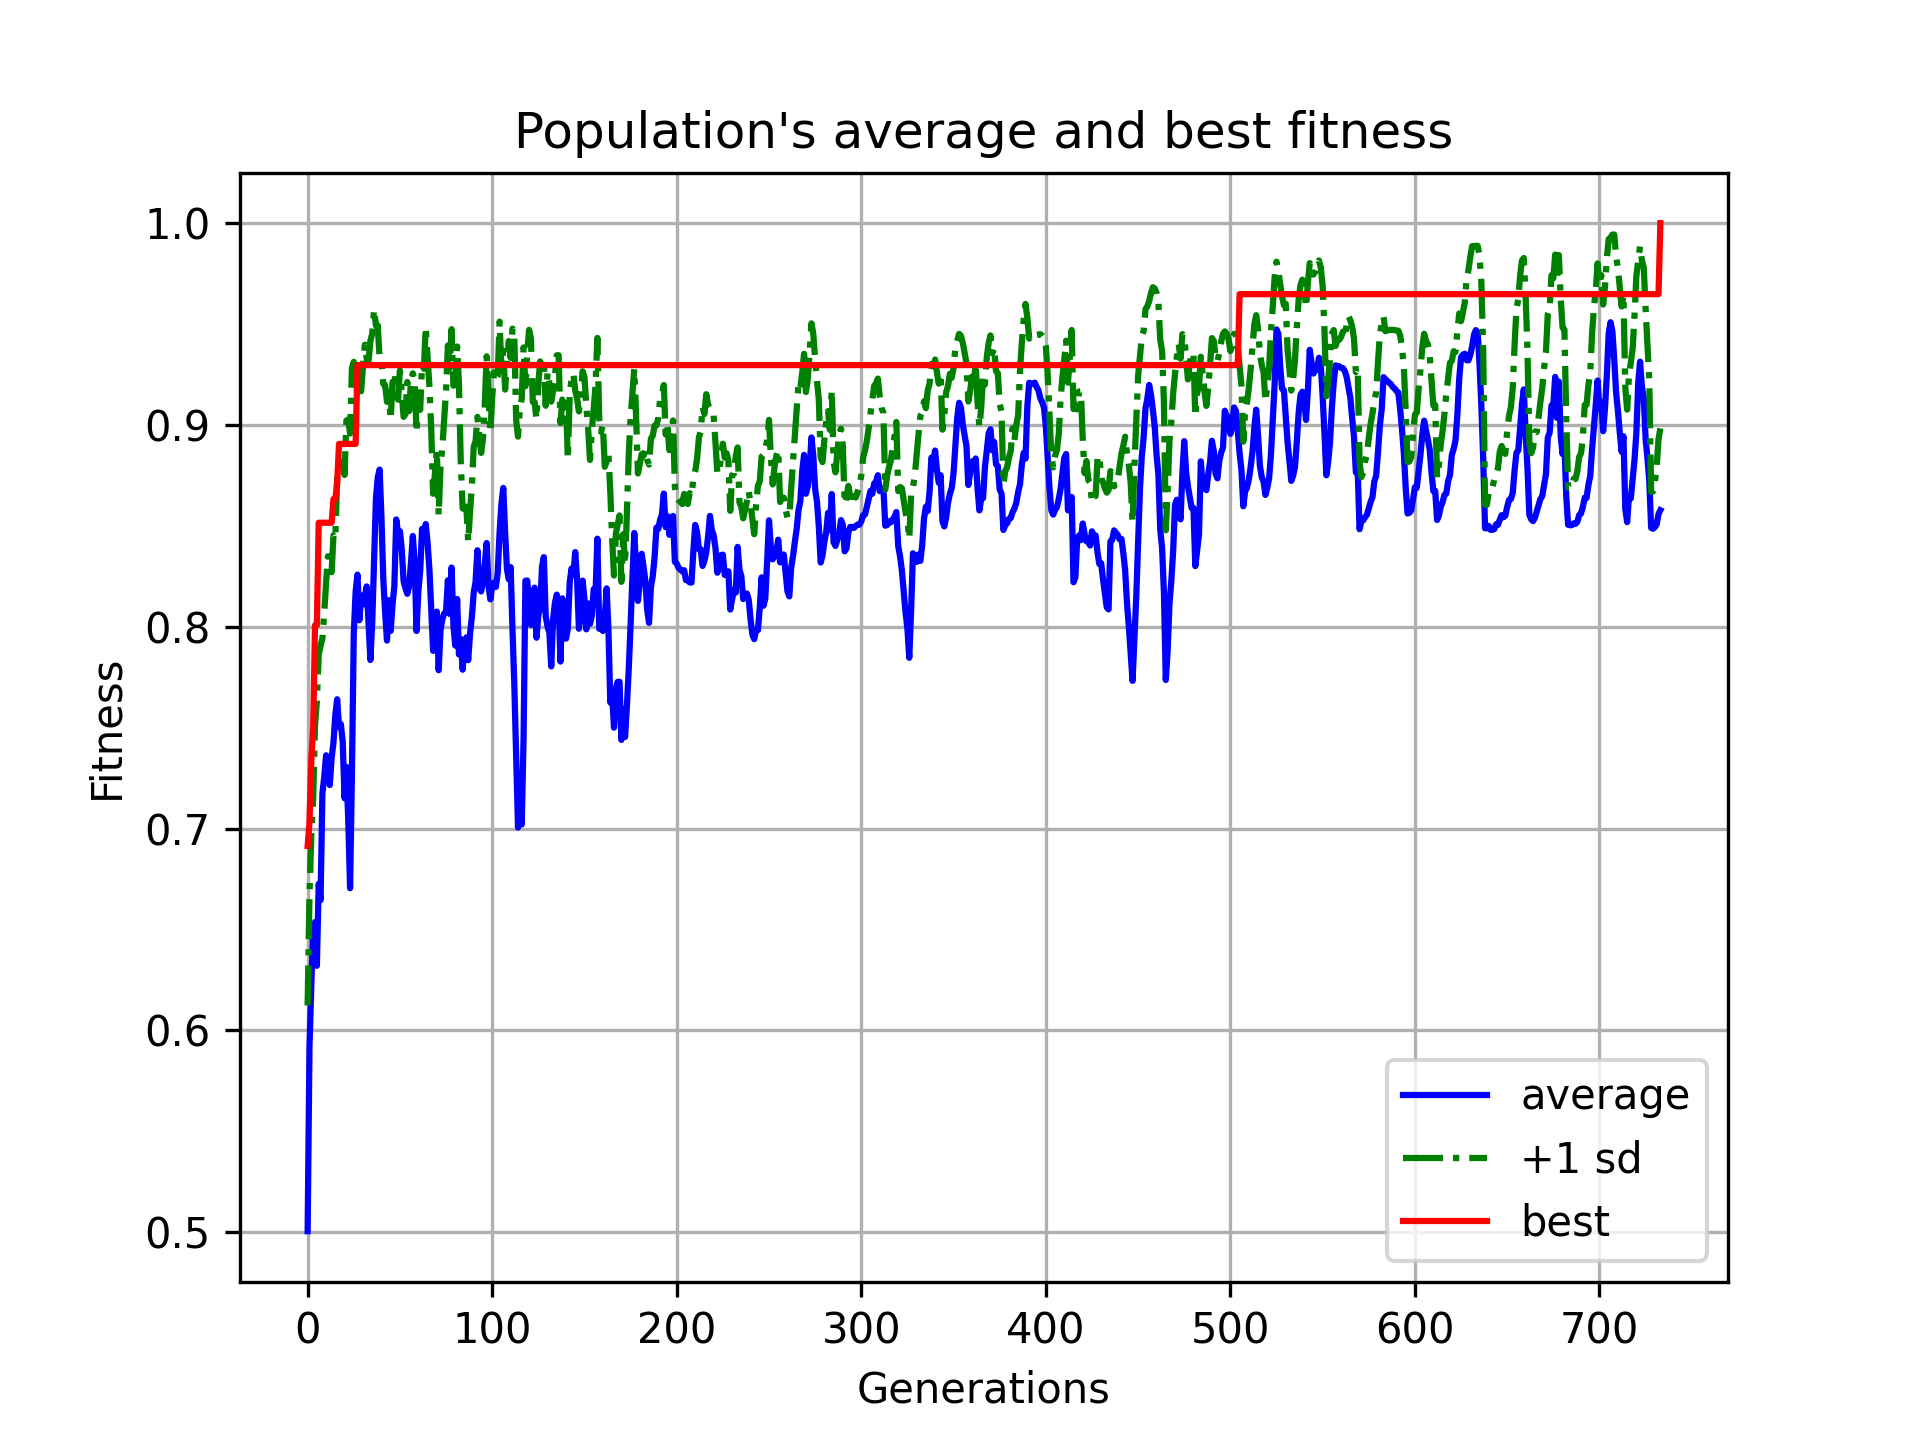 Population's average and best fitness
1.0
0.9
0.8
0.7
0.6
0.5
Fitness
average
+1 sd
best
0 100 200 300 400 500 600 700
Generations